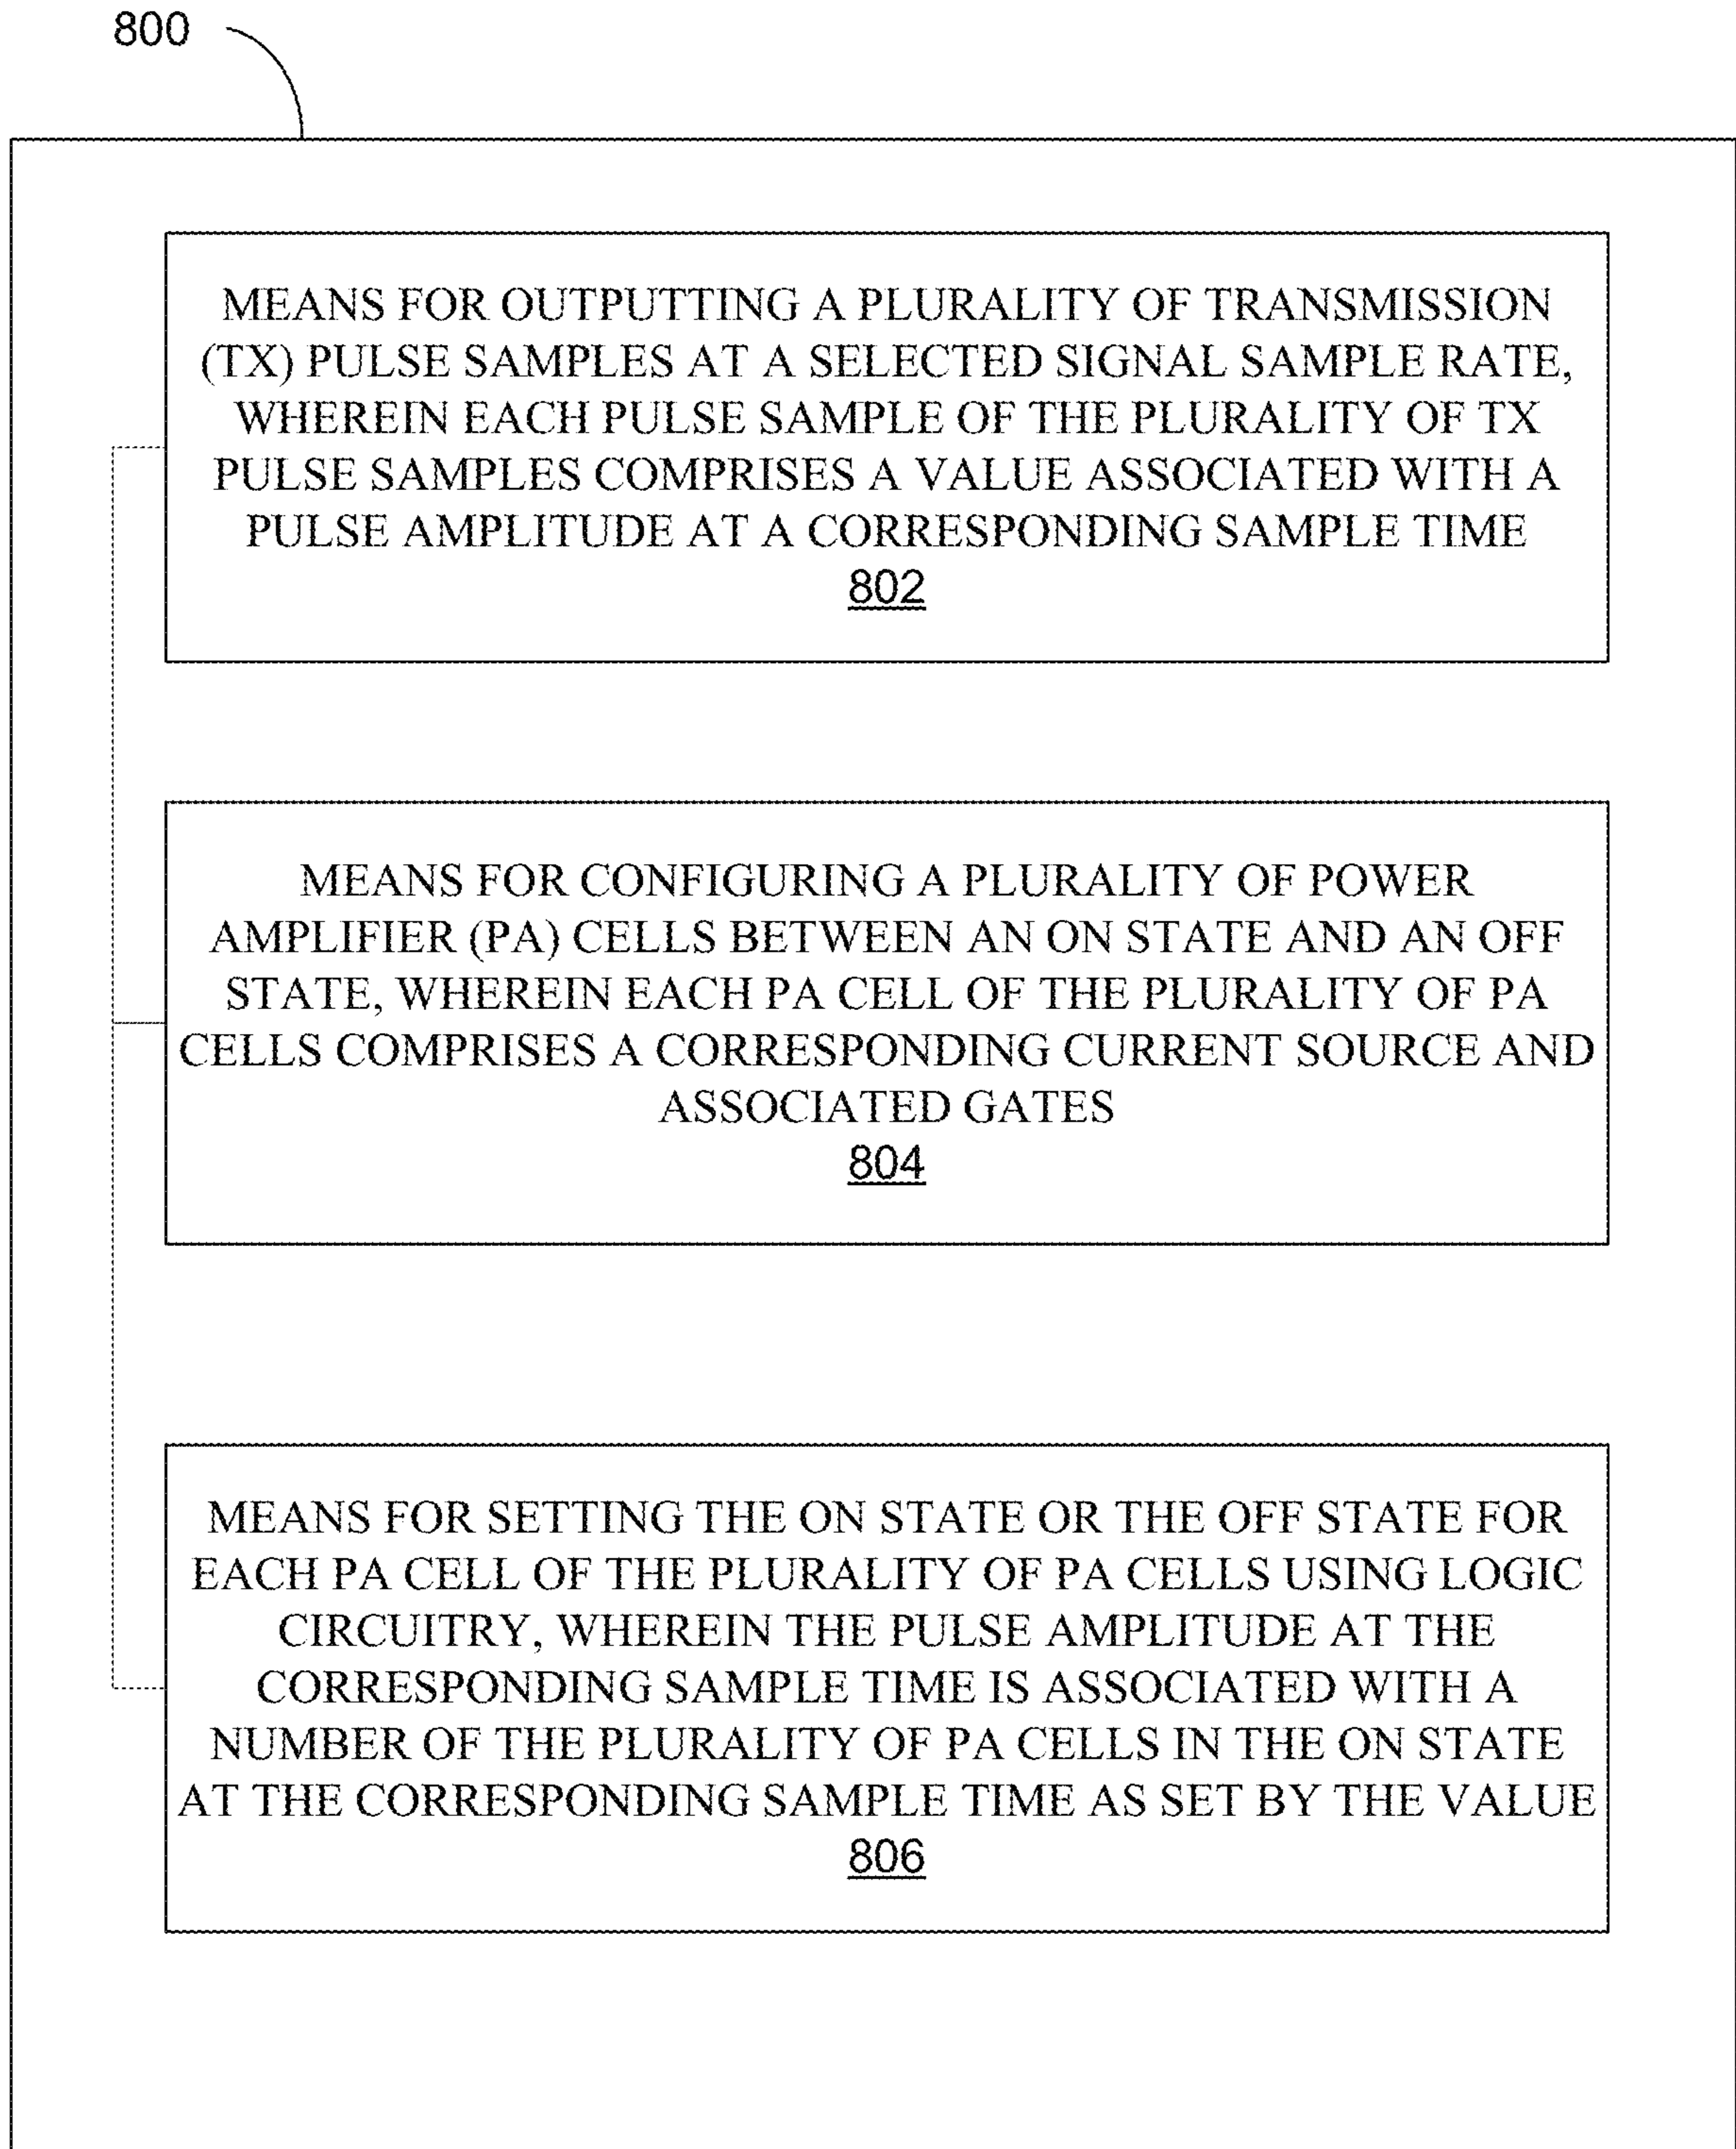 800
MEANS FOR OUTPUTTING A PLURALITY OF TRANSMISSION
(TX) PULSE SAMPLES AT A SELECTED SIGNAL SAMPLE RATE,
WHEREIN EACH PULSE SAMPLE OF THE PLURALITY OF TX
PULSE SAMPLES COMPRISES A VALUE ASSOCIATED WITH A
PULSE AMPLITUDE AT A CORRESPONDING SAMPLE TIME
802
MEANS FOR CONFIGURING A PLURALITY OF POWER
AMPLIFIER (PA) CELLS BETWEEN AN ON STATE AND AN OFF
STATE, WHEREIN EACH PA CELL OF THE PLURALITY OF PA
CELLS COMPRISES A CORRESPONDING CURRENT SOURCE AND
ASSOCIATED GATES
804
MEANS FOR SETTING THE ON STATE OR THE OFF STATE FOR
EACH PA CELL OF THE PLURALITY OF PA CELLS USING LOGIC
CIRCUITRY, WHEREIN THE PULSE AMPLITUDE AT THE
CORRESPONDING SAMPLE TIME IS ASSOCIATED WITH A
NUMBER OF THE PLURALITY OF PA CELLS IN THE ON STATE
AT THE CORRESPONDING SAMPLE TIME AS SET BY THE VALUE
806